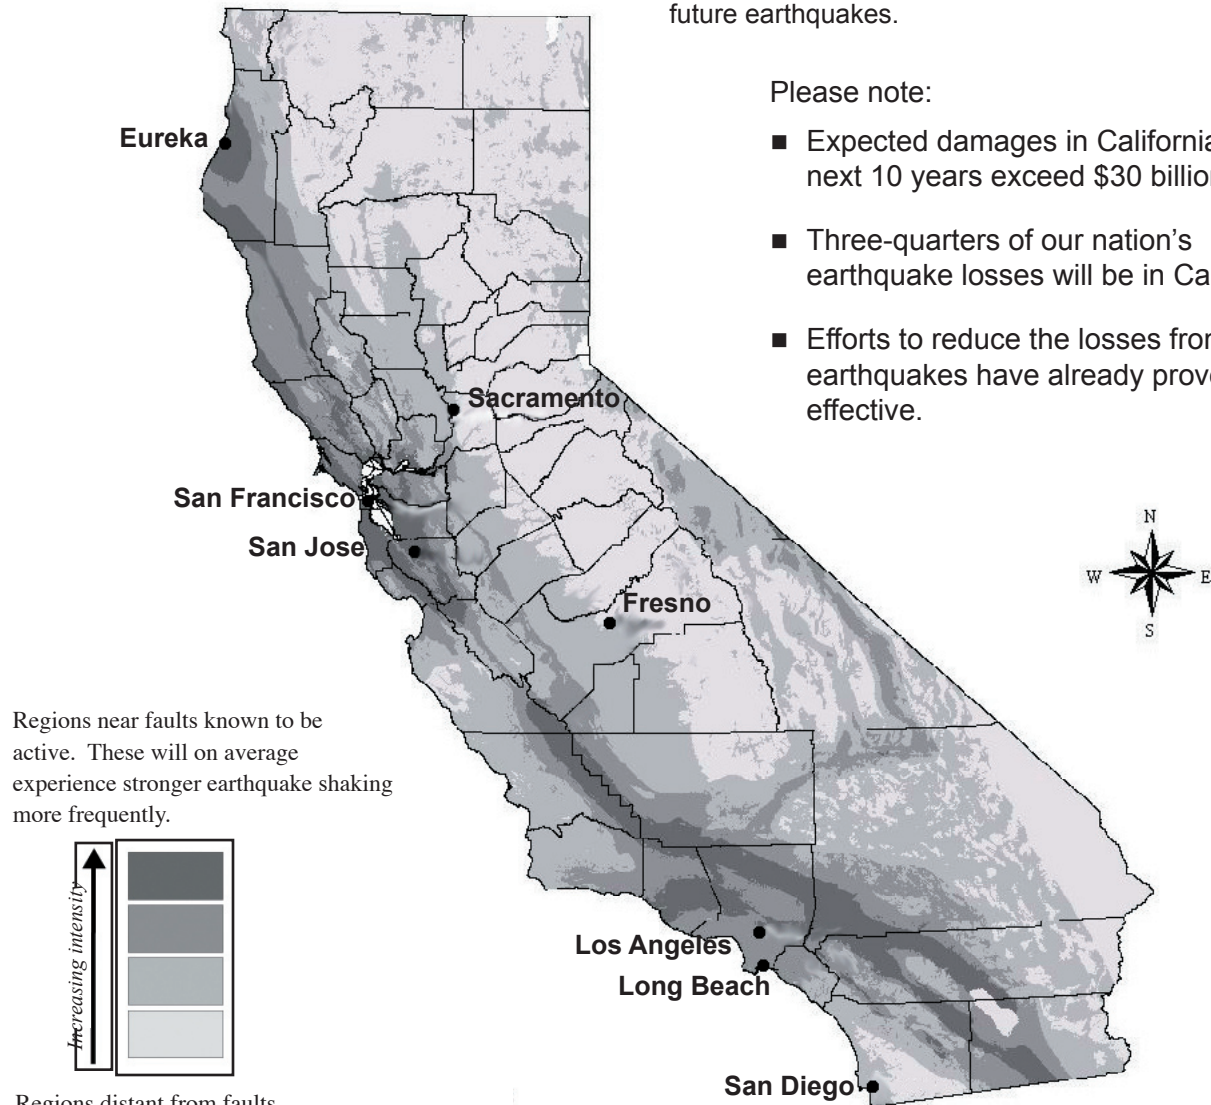 future earthquakes.
Please note:
■ Expected damages in California
next 10 years exceed $30 billion
■ Three-quarters of our nation's
earthquake losses will be in Ca
■ Efforts to reduce the losses from
earthquakes have already prove
effective.
Eureka
Sacramento
San Francisco
San Jose
Fresno
N
W E
S
Regions near faults known to be
active. These will on average
experience stronger earthquake shaking
more frequently.
Increasing intensity
Los Angeles
Long Beach
San Diego
Regions distant from faults